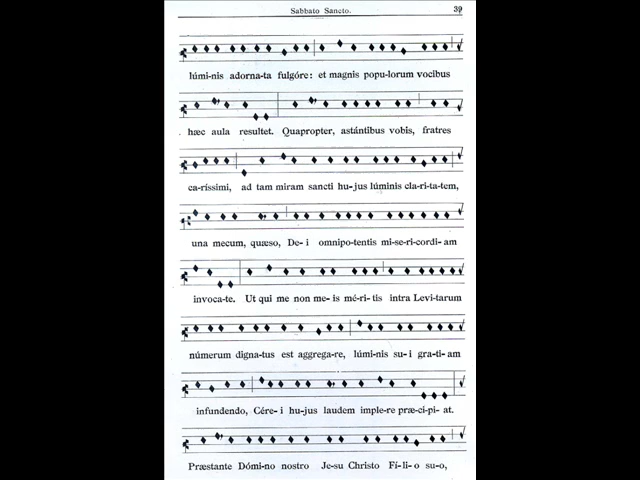 Sabbato Sancto. 39
lúmi-nis adorna-ta fulgóre: et magnis popu-lorum vocibus
hæc aula resultet. Quapropter, astántibus vobis, fratres
ca-ríssimi, ad tam miram sancti hu-jus lúminis cla-ri-ta-tem,
una mecum, quæso, De-i omnipo-tentis mi-se-ri-cordi-am
invoca-te. Ut qui me non me-is mé-ri-tis intra Levi-tarum
númerum digna-tus est aggrega-re, lúmi-nis su-i gra-ti-am
infundendo, Cére-i hu-jus laudem imple-re præ-ci-pi-at.
Præstante Dómi-no nostro Je-su Christo Fí-li-o su-o,